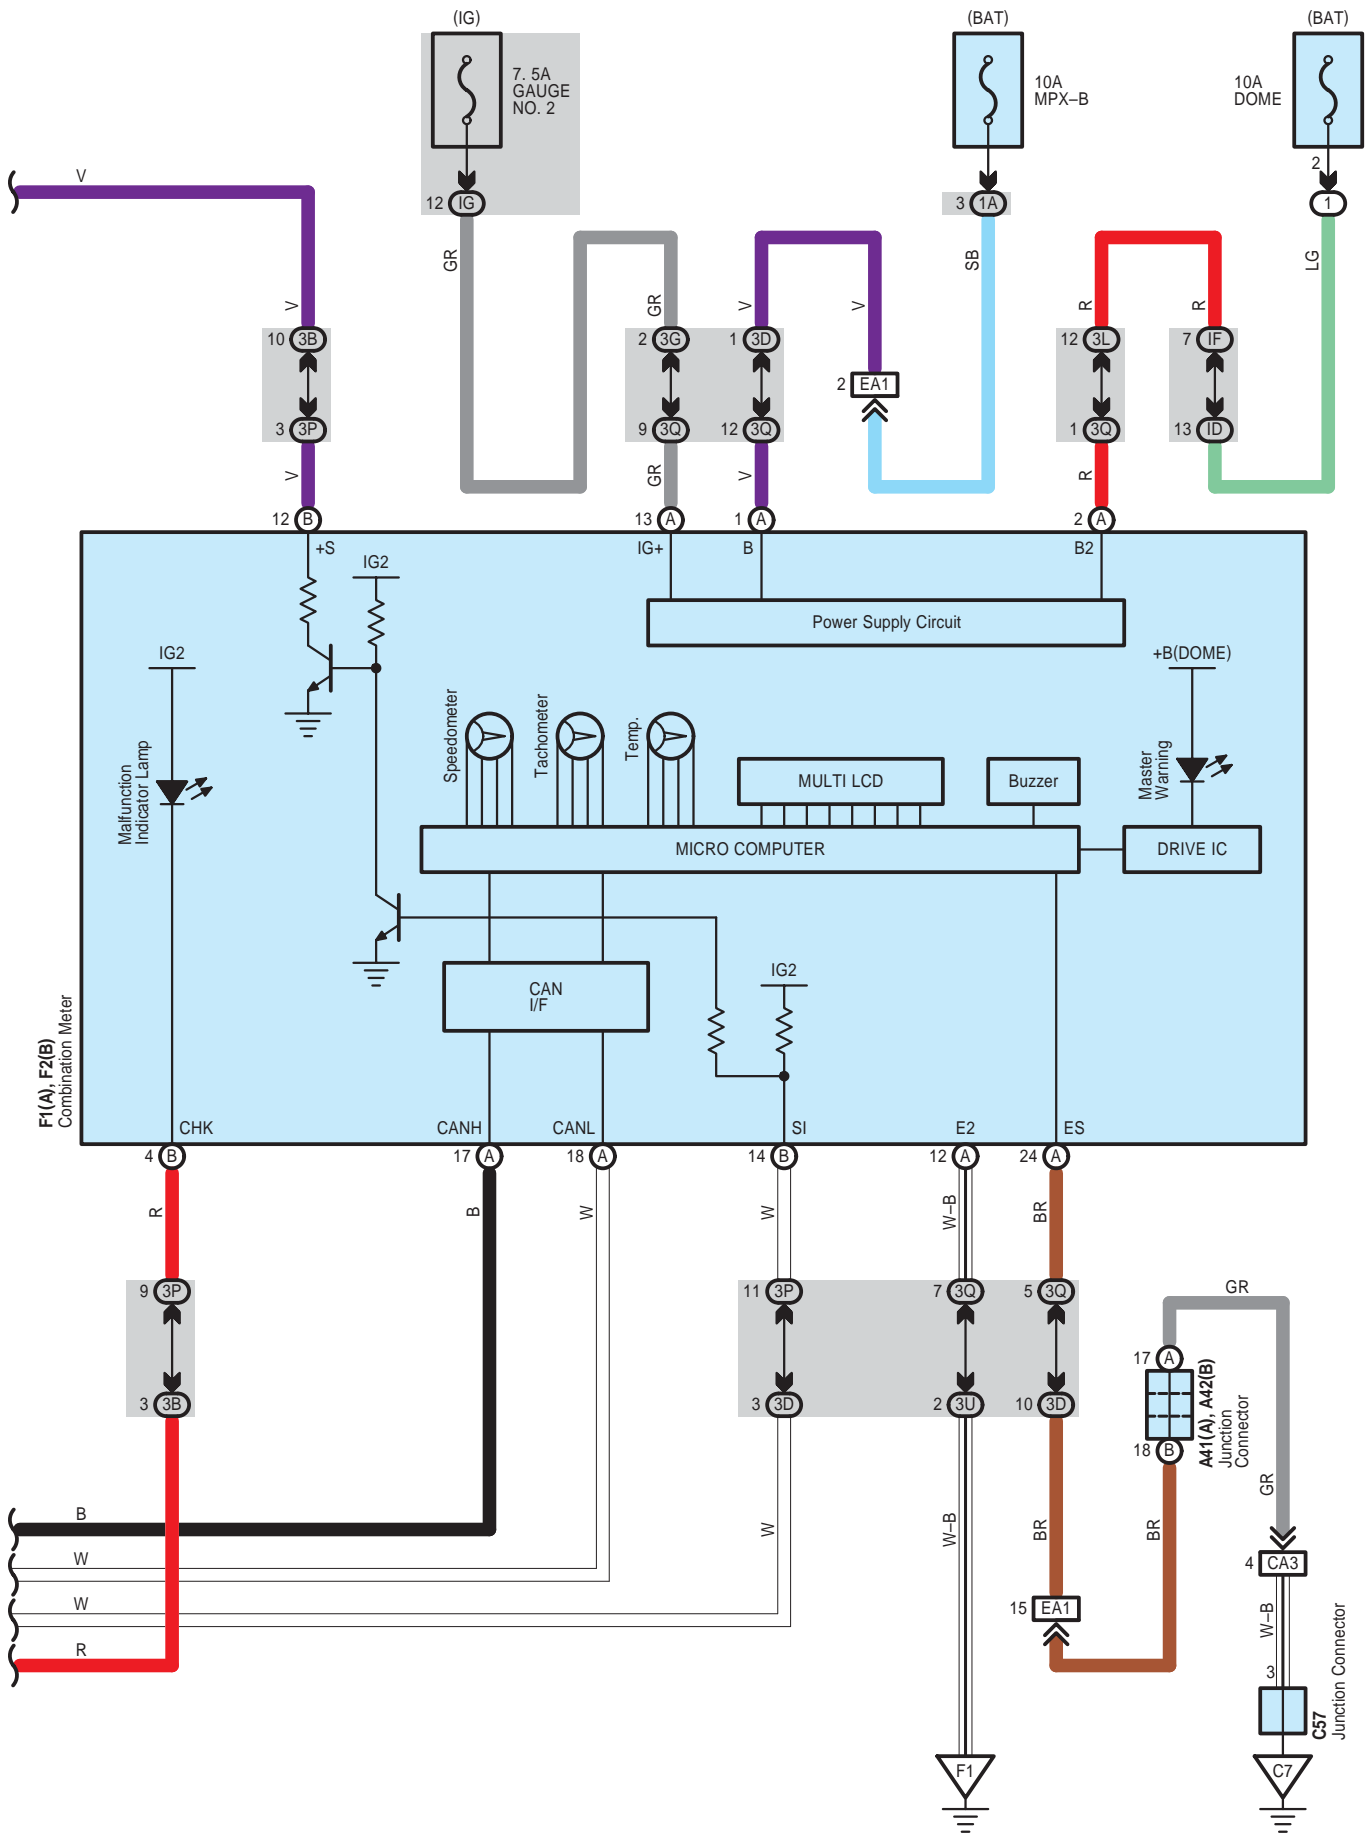 (IG)
(BAT)
(BAT)
7. 5A
GAUGE
NO. 2
10A
MPX–B
10A
DOME
2
V
12 IG
3 1A
1
GR
SB
LG
V
GR
V
V
R
R
10 3B
2 3G
1 3D
12 3L
7 IF
2 EA1
3 3P
9 3Q
12 3Q
1 3Q
13 ID
V
GR
V
R
12 B
13 A
1 A
2 A
+S
IG+
B
B2
IG2
Power Supply Circuit
IG2
+B(DOME)
Speedometer
Tachometer
Temp.
Malfunction
Indicator Lamp
MULTI LCD
Buzzer
Master
Warning
MICRO COMPUTER
DRIVE IC
IG2
CAN
I/F
F1(A), F2(B)
Combination Meter
CHK
CANH
CANL
SI
E2
ES
4 B
17 A
18 A
14 B
12 A
24 A
R
B
W
W
W–B
BR
9 3P
11 3P
7 3Q
5 3Q
GR
17 A
3 3B
3 3D
2 3U
10 3D
18 B
A41(A), A42(B)
Junction
Connector
GR
B
W
W–B
BR
BR
W
4 CA3
W
15 EA1
W–B
R
3
C57
Junction Connector
F1
C7